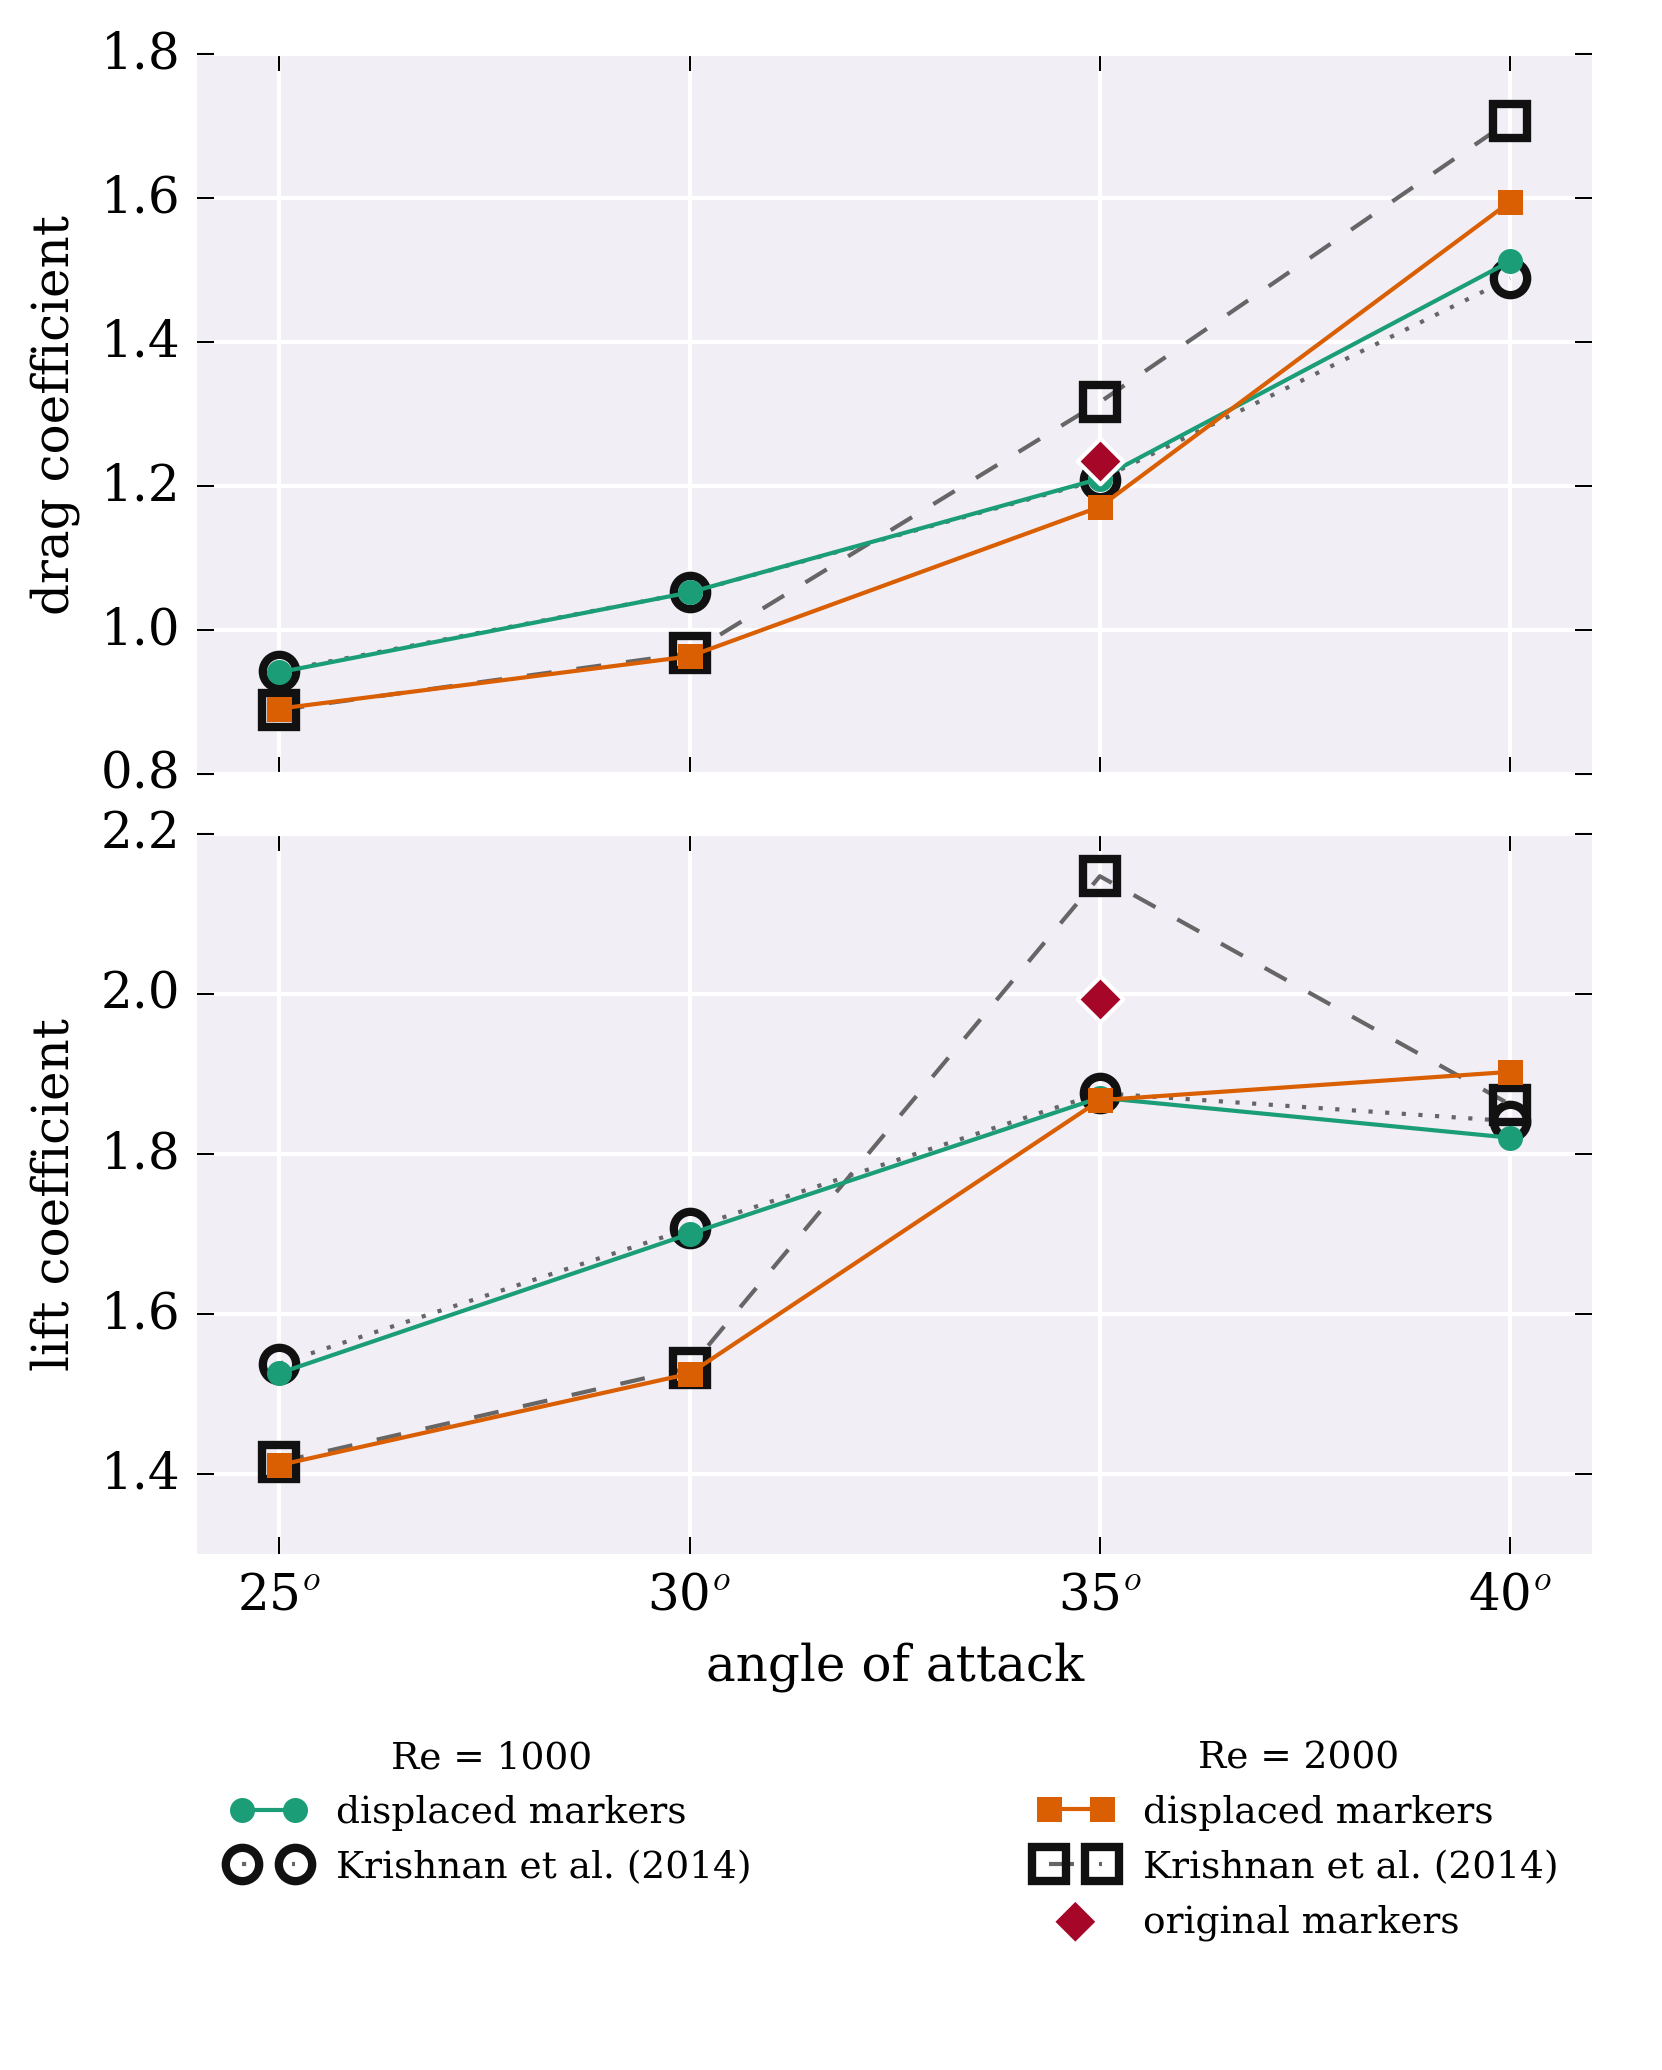 1.8
1.6
1.4
1.2
1.0
0.8
drag coefficient
2.2
2.0
1.8
1.6
1.4
lift coefficient
25° 30° 35° 40°
angle of attack
Re = 1000
displaced markers
Krishnan et al. (2014)
Re = 2000
displaced markers
Krishnan et al. (2014)
original markers